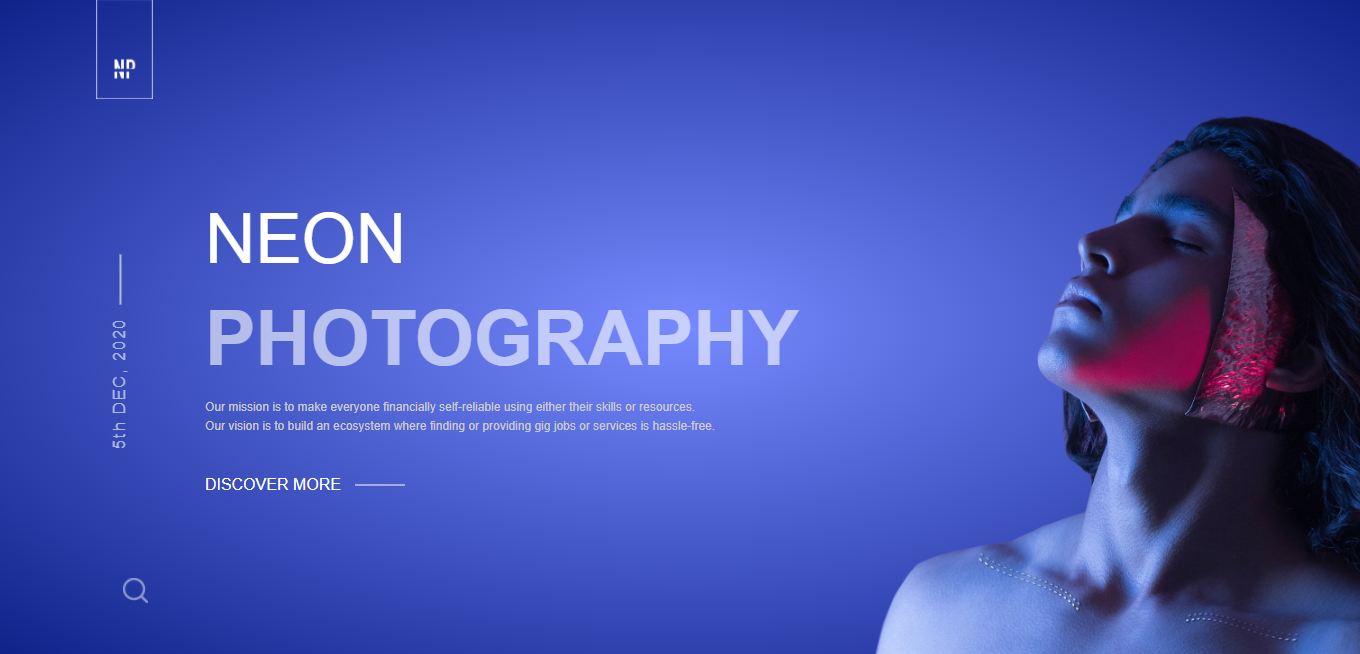 NP
NEON
PHOTOGRAPHY
5th DEC, 2020
Our mission is to make everyone financially self-reliable using either their skills or resources.
Our vision is to build an ecosystem where finding or providing gig jobs or services is hassle-free.
DISCOVER MORE